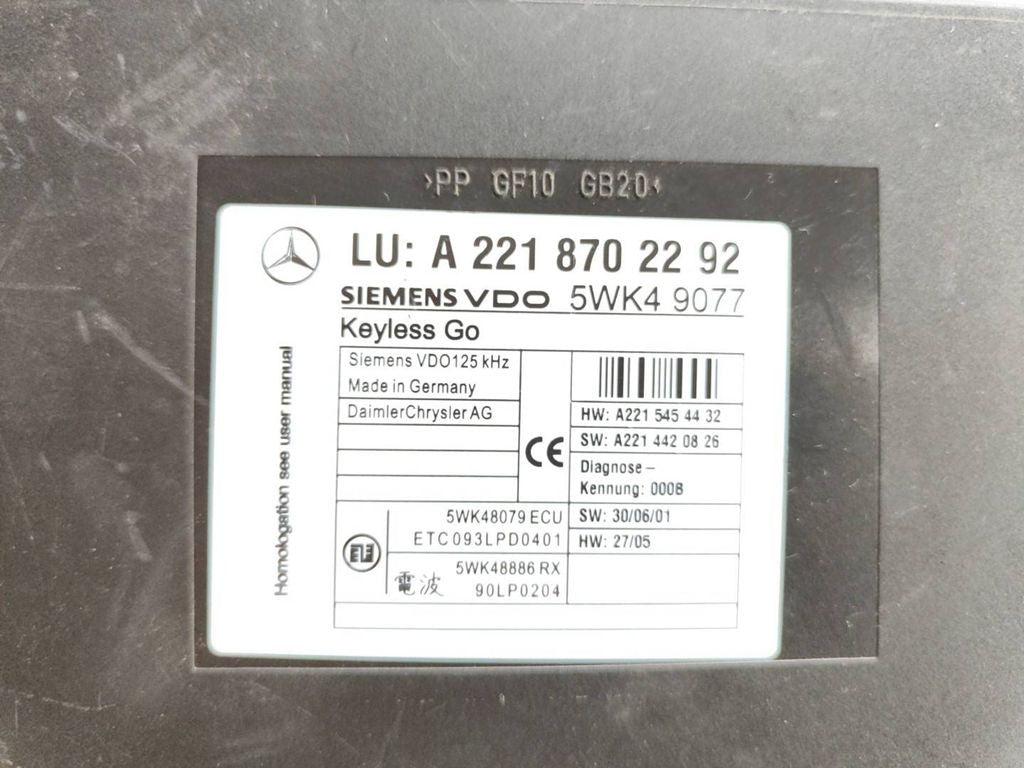 >PP GF10 GB20<
LU: A 221 870 22 92
SIEMENS VDO 5WK4 9077
Keyless Go
Siemens VDO125 kHz
Made in Germany
DaimlerChrysler AG
CE
HW: A221 545 44 32
SW: A221 442 08 26
Diagnose –
Kennung: 000B
SW: 30/06/01
HW: 27/05
5WK48079 ECU
ETC093LPD0401
5WK48886 RX
電波 90LP0204
Homologation see user manual